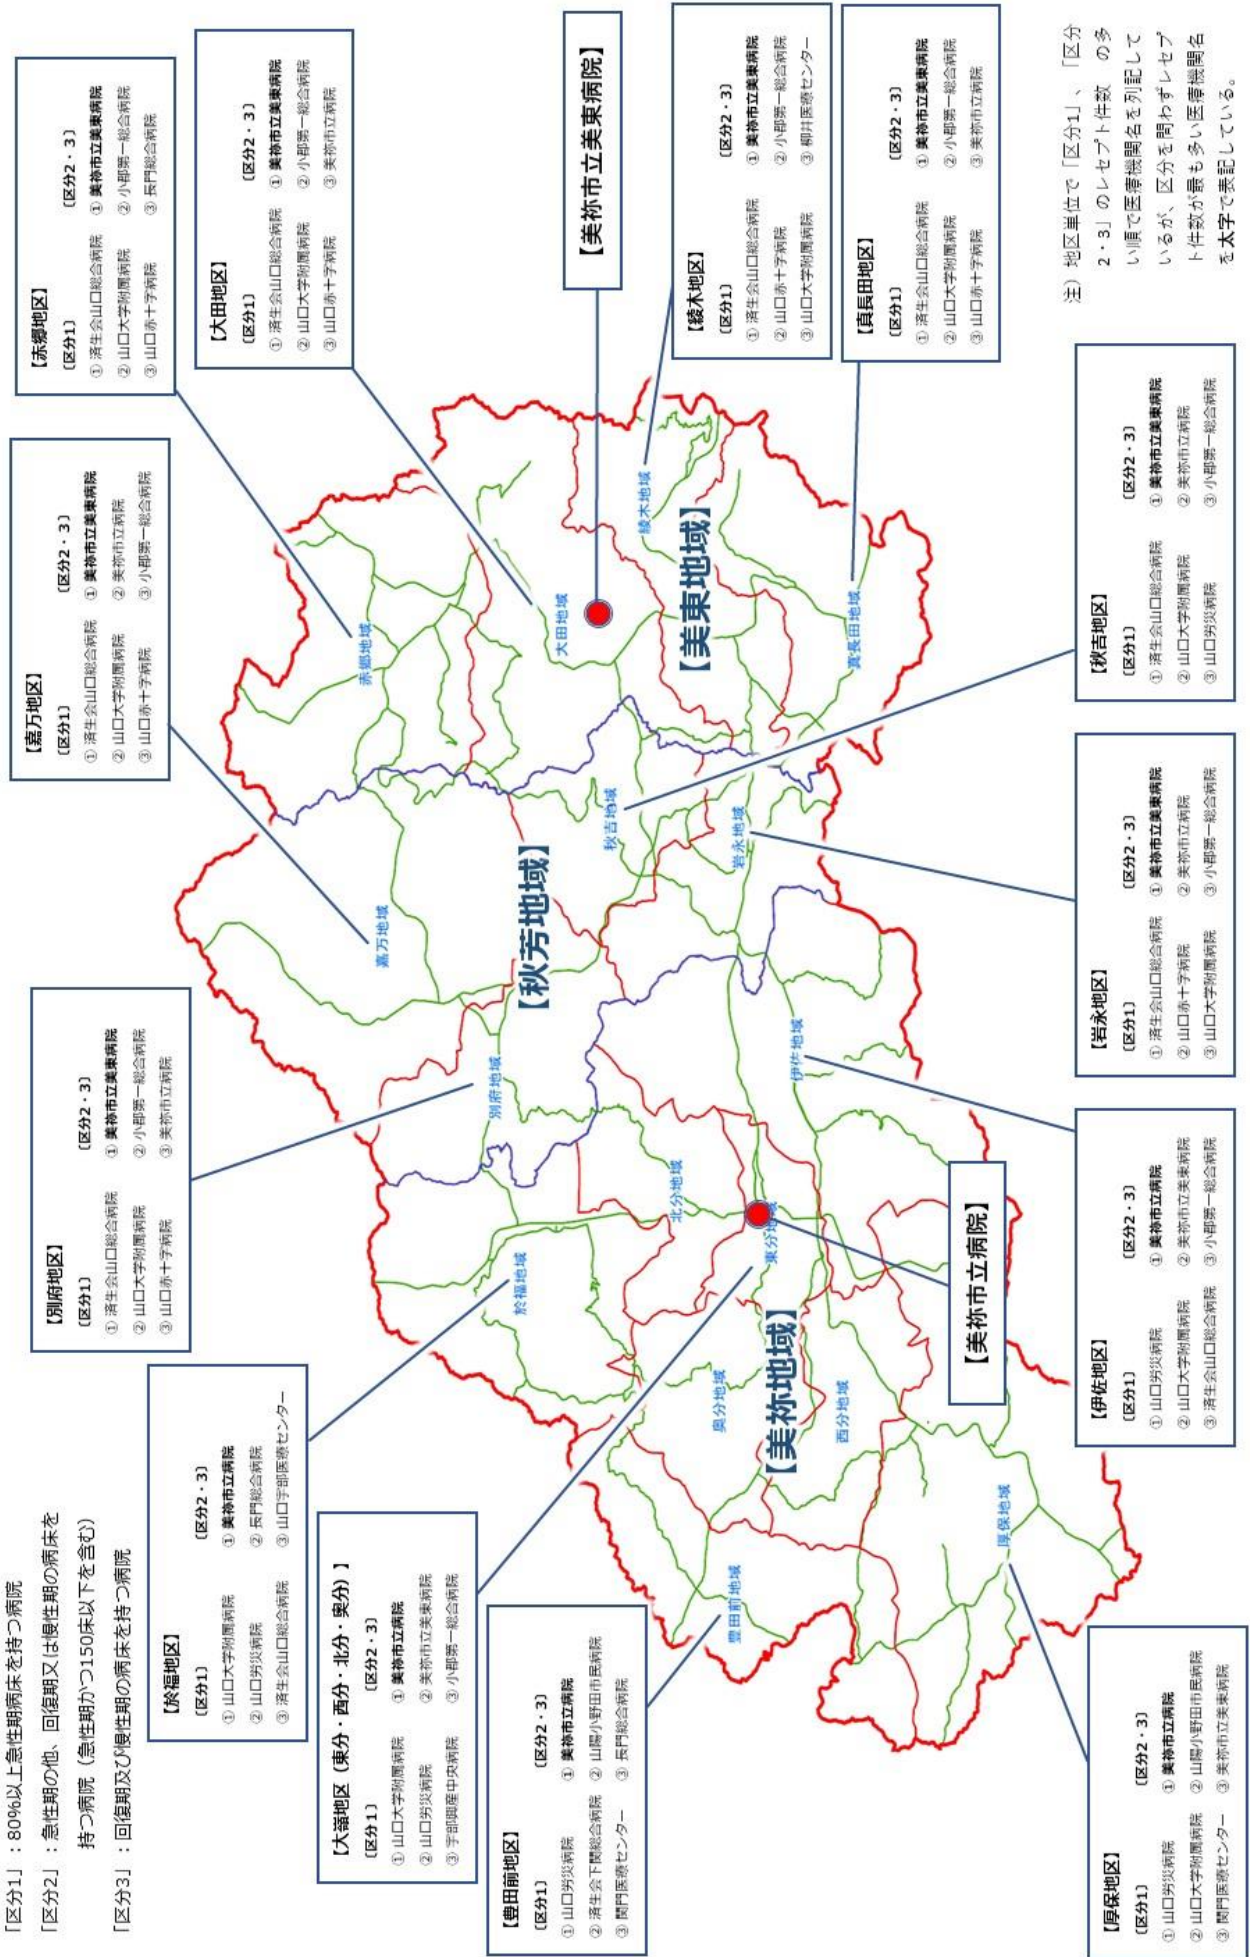 「区分1」:80%以上急性期病床を持つ病院
「区分2」:急性期の他、回復期又は慢性期の病床を
持つ病院(急性期かつ150床以下を含む)
「区分3」:回復期及び慢性期の病床を持つ病院
【別府地区】
〔区分1〕 〔区分2・3〕
① 済生会山口総合病院 ① 美祢市立美東病院
② 山口大学附属病院 ② 小郡第一総合病院
③ 山口赤十字病院 ③ 美祢市立病院
【嘉万地区】
〔区分1〕 〔区分2・3〕
① 済生会山口総合病院 ① 美祢市立美東病院
② 山口大学附属病院 ② 美祢市立病院
③ 山口赤十字病院 ③ 小郡第一総合病院
【赤郷地区】
〔区分1〕 〔区分2・3〕
① 済生会山口総合病院 ① 美祢市立美東病院
② 山口大学附属病院 ② 小郡第一総合病院
③ 山口赤十字病院 ③ 長門総合病院
【大田地区】
〔区分1〕 〔区分2・3〕
① 済生会山口総合病院 ① 美祢市立美東病院
② 山口大学附属病院 ② 小郡第一総合病院
③ 山口赤十字病院 ③ 美祢市立病院
【於福地区】
〔区分1〕 〔区分2・3〕
① 山口大学附属病院 ① 美祢市立病院
② 山口労災病院 ② 長門総合病院
③ 済生会山口総合病院 ③ 山口宇部医療センター
【大嶺地区(東分・西分・北分・奥分)】
〔区分1〕 〔区分2・3〕
① 山口大学附属病院 ① 美祢市立病院
② 山口労災病院 ② 美祢市立美東病院
③ 宇部興産中央病院 ③ 小郡第一総合病院
【豊田前地区】
〔区分1〕 〔区分2・3〕
① 山口労災病院 ① 美祢市立病院
② 済生会下関総合病院 ② 山陽小野田市民病院
③ 関門医療センター ③ 長門総合病院
【美祢市立美東病院】
【綾木地区】
〔区分1〕 〔区分2・3〕
① 済生会山口総合病院 ① 美祢市立美東病院
② 山口赤十字病院 ② 小郡第一総合病院
③ 山口大学附属病院 ③ 柳井医療センター
【真長田地区】
〔区分1〕 〔区分2・3〕
① 済生会山口総合病院 ① 美祢市立美東病院
② 山口大学附属病院 ② 小郡第一総合病院
③ 山口赤十字病院 ③ 美祢市立病院
嘉万地域
赤郷地域
別府地域
【秋芳地域】
大田地域
於福地域
秋吉地域
綾木地域
北分地域
【美東地域】
奥分地域
豊田前地域
岩永地域
東分地域
【美祢地域】
伊佐地域
真長田地域
西分地域
厚保地域
【美祢市立病院】
【厚保地区】
〔区分1〕 〔区分2・3〕
① 山口労災病院 ① 美祢市立病院
② 山口大学附属病院 ② 山陽小野田市民病院
③ 関門医療センター ③ 美祢市立美東病院
【伊佐地区】
〔区分1〕 〔区分2・3〕
① 山口労災病院 ① 美祢市立病院
② 山口大学附属病院 ② 美祢市立美東病院
③ 済生会山口総合病院 ③ 小郡第一総合病院
【岩永地区】
〔区分1〕 〔区分2・3〕
① 済生会山口総合病院 ① 美祢市立美東病院
② 山口赤十字病院 ② 美祢市立病院
③ 山口大学附属病院 ③ 小郡第一総合病院
【秋吉地区】
〔区分1〕 〔区分2・3〕
① 済生会山口総合病院 ① 美祢市立美東病院
② 山口大学附属病院 ② 美祢市立病院
③ 山口労災病院 ③ 小郡第一総合病院
注)地区単位で「区分1」、「区分
2・3」のレセプト件数 の多
い順で医療機関名を列記して
いるが、区分を問わずレセプ
ト件数が最も多い医療機関名
を太字で表記している。